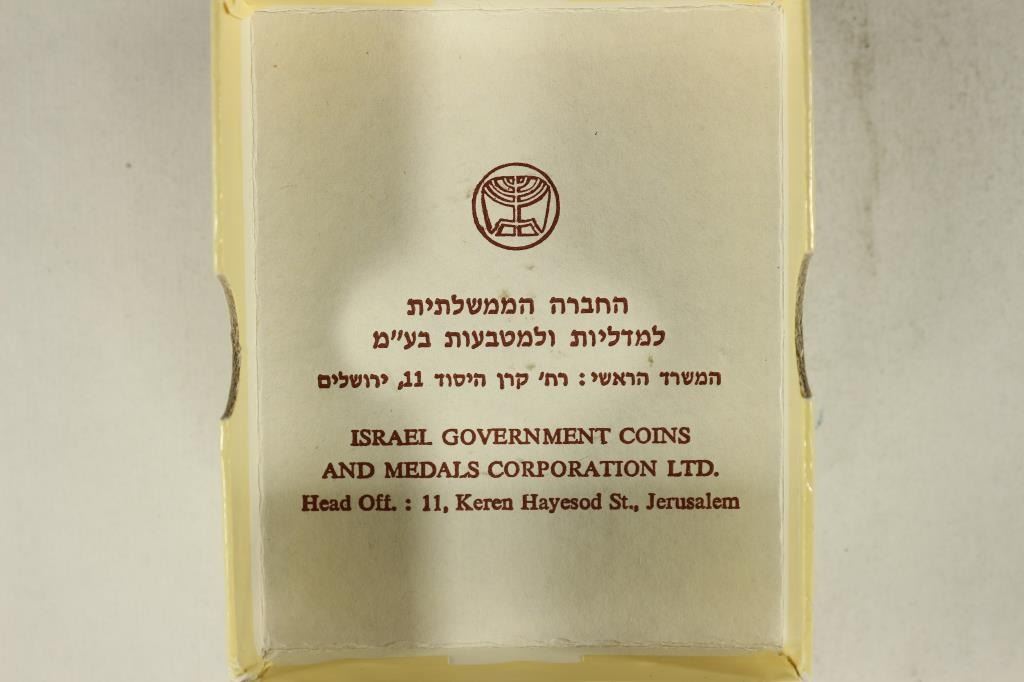 החברה הממשלתית
למדליות ולמטבעות בע״מ
המשרד הראשי: רח׳ קרן היסוד 11, ירושלים
ISRAEL GOVERNMENT COINS
AND MEDALS CORPORATION LTD.
Head Off. : 11, Keren Hayesod St., Jerusalem